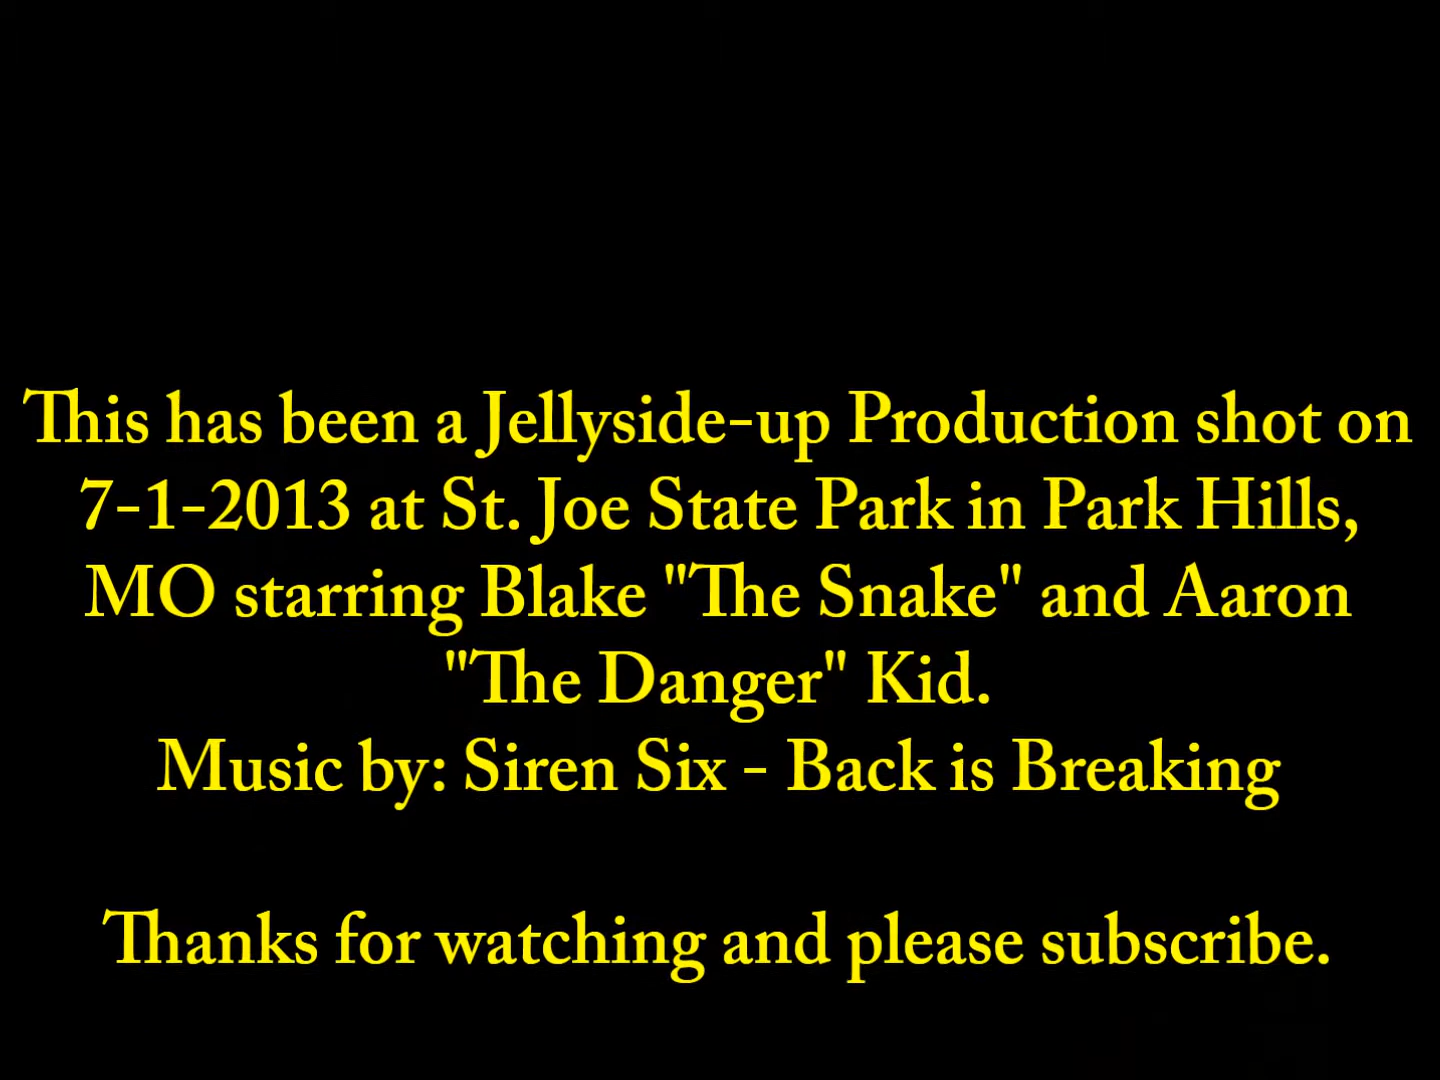 This has been a Jellyside-up Production shot on
7-1-2013 at St. Joe State Park in Park Hills,
MO starring Blake "The Snake" and Aaron
"The Danger" Kid.
Music by: Siren Six - Back is Breaking
Thanks for watching and please subscribe.